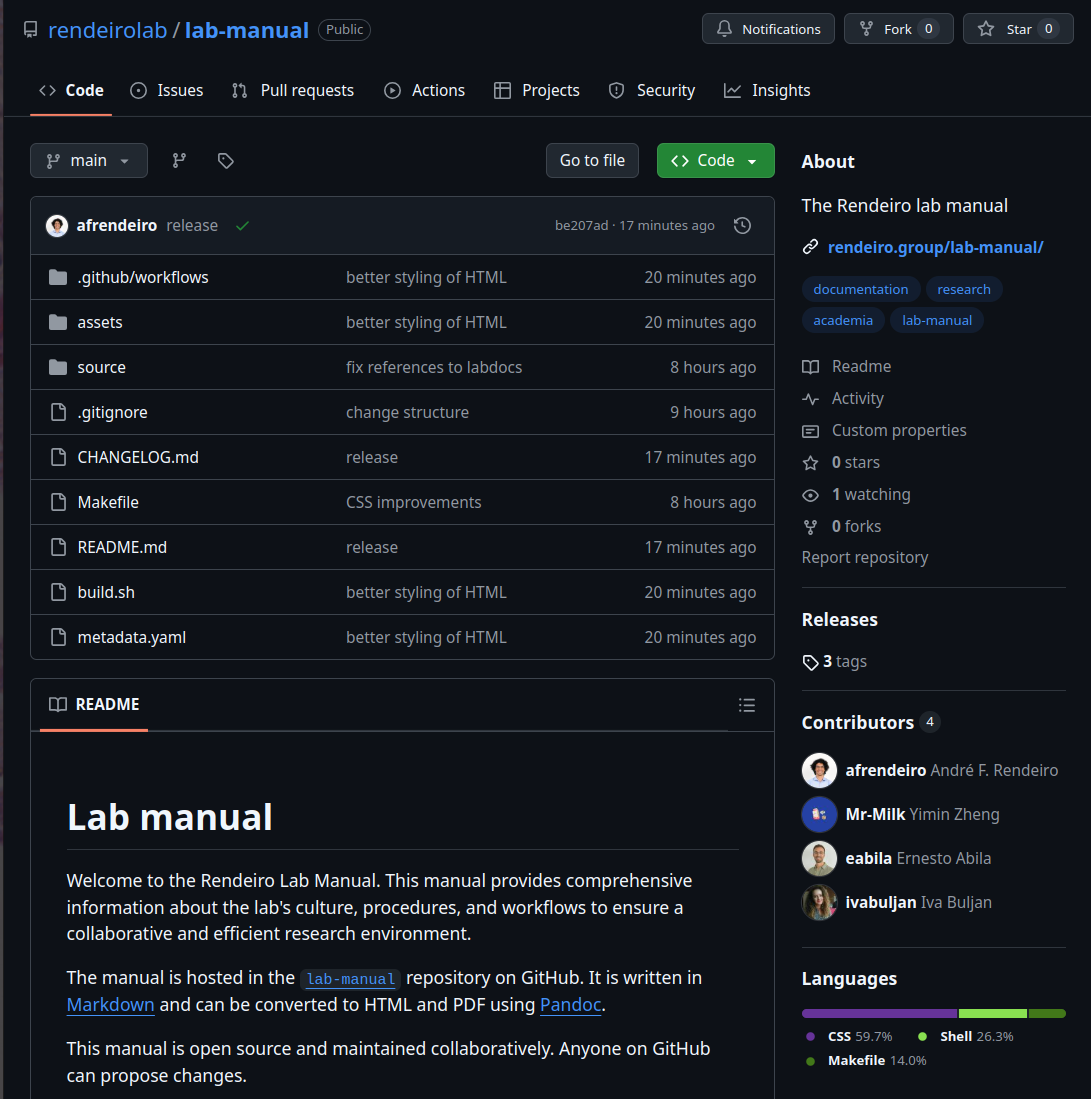 rendeirolab / lab-manual Public Notifications Fork 0 Star 0
Code Issues Pull requests Actions Projects Security Insights
main Go to file Code
afrendeiro release be207ad · 17 minutes ago
.github/workflows better styling of HTML 20 minutes ago
assets better styling of HTML 20 minutes ago
source fix references to labdocs 8 hours ago
.gitignore change structure 9 hours ago
CHANGELOG.md release 17 minutes ago
Makefile CSS improvements 8 hours ago
README.md release 17 minutes ago
build.sh better styling of HTML 20 minutes ago
metadata.yaml better styling of HTML 20 minutes ago
README
Lab manual
Welcome to the Rendeiro Lab Manual. This manual provides comprehensive
information about the lab's culture, procedures, and workflows to ensure a
collaborative and efficient research environment.
The manual is hosted in the lab-manual repository on GitHub. It is written in
Markdown and can be converted to HTML and PDF using Pandoc.
This manual is open source and maintained collaboratively. Anyone on GitHub
can propose changes.
About
The Rendeiro lab manual
rendeiro.group/lab-manual/
documentation research
academia lab-manual
Readme
Activity
Custom properties
0 stars
1 watching
0 forks
Report repository
Releases
3 tags
Contributors 4
afrendeiro André F. Rendeiro
Mr-Milk Yimin Zheng
eabila Ernesto Abila
ivabuljan Iva Buljan
Languages
CSS 59.7% Shell 26.3%
Makefile 14.0%